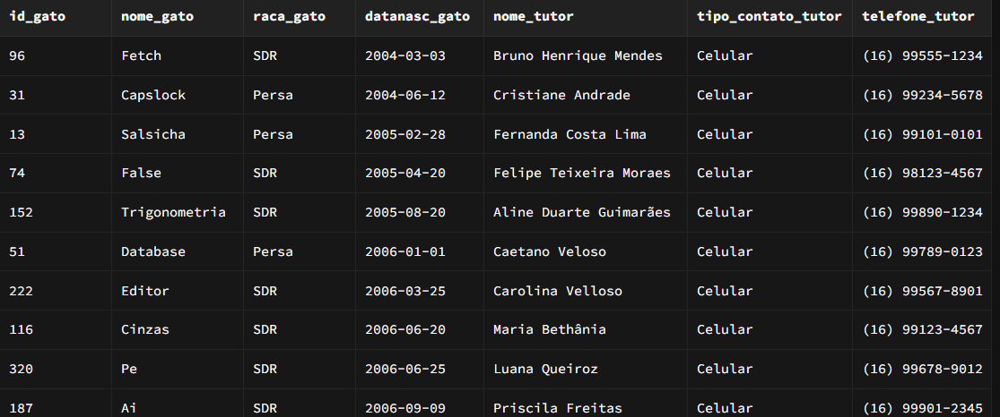 id_gato nome_gato raca_gato datanasc_gato nome_tutor tipo_contato_tutor telefone_tutor
96 Fetch SDR 2004-03-03 Bruno Henrique Mendes Celular (16) 99555-1234
31 Capslock Persa 2004-06-12 Cristiane Andrade Celular (16) 99234-5678
13 Salsicha Persa 2005-02-28 Fernanda Costa Lima Celular (16) 99101-0101
74 False SDR 2005-04-20 Felipe Teixeira Moraes Celular (16) 98123-4567
152 Trigonometria SDR 2005-08-20 Aline Duarte Guimarães Celular (16) 99890-1234
51 Database Persa 2006-01-01 Caetano Veloso Celular (16) 99789-0123
222 Editor SDR 2006-03-25 Carolina Velloso Celular (16) 99567-8901
116 Cinzas SDR 2006-06-20 Maria Bethânia Celular (16) 99123-4567
320 Pe SDR 2006-06-25 Luana Queiroz Celular (16) 99678-9012
187 Ai SDR 2006-09-09 Priscila Freitas Celular (16) 99901-2345